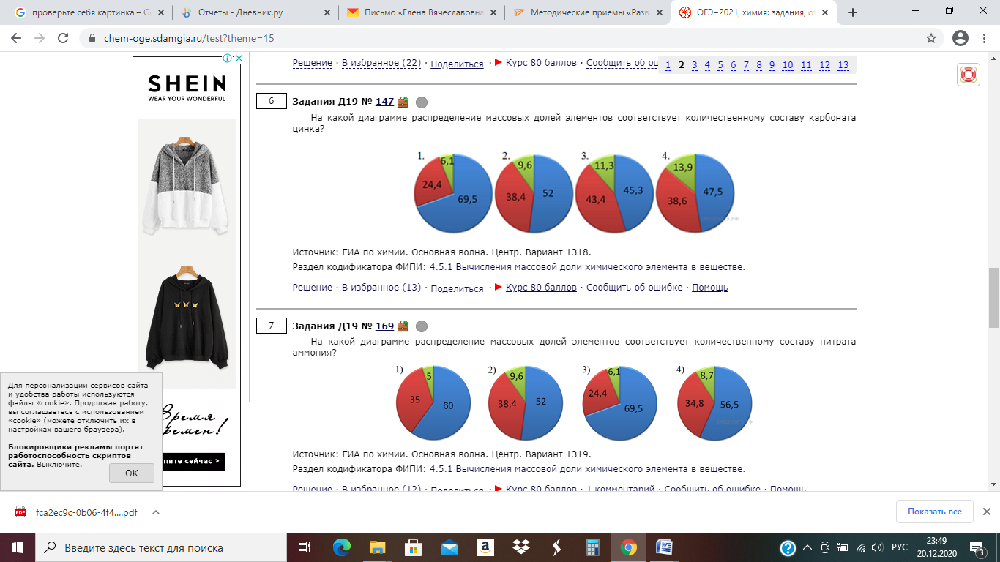 проверьте себя картинка – G
Отчеты - Дневник.ру
Письмо «Елена Вячеславовна
Методические приемы «Разв
ОГЭ–2021, химия: задания, от
chem-oge.sdamgia.ru/test?theme=15
SHEIN
WEAR YOUR WONDERFUL
Решение · В избранное (22) · Поделиться · Курс 80 баллов · Сообщить об ош
1 2 3 4 5 6 7 8 9 10 11 12 13
6 Задания Д19 № 147
На какой диаграмме распределение массовых долей элементов соответствует количественному составу карбоната
цинка?
1. 2. 3. 4.
6,1 24,4 69,5
9,6 38,4 52
11,3 43,4 45,3
13,9 38,6 47,5
Источник: ГИА по химии. Основная волна. Центр. Вариант 1318.
Раздел кодификатора ФИПИ: 4.5.1 Вычисления массовой доли химического элемента в веществе.
Решение · В избранное (13) · Поделиться · Курс 80 баллов · Сообщить об ошибке · Помощь
7 Задания Д19 № 169
На какой диаграмме распределение массовых долей элементов соответствует количественному составу нитрата
аммония?
1) 2) 3) 4)
5 35 60
9,6 38,4 52
6,1 24,4 69,5
8,7 34,8 56,5
Источник: ГИА по химии. Основная волна. Центр. Вариант 1319.
Раздел кодификатора ФИПИ: 4.5.1 Вычисления массовой доли химического элемента в веществе.
Решение · В избранное (12) · Поделиться · Курс 80 баллов · 1 комментарий · Сообщить об ошибке · Помощь
Для персонализации сервисов сайта
и удобства работы используются
файлы «cookie». Продолжая работу,
вы соглашаетесь с использованием
«cookie» (можете отключить их в
настройках вашего браузера).
Блокировщики рекламы портят
работоспособность скриптов
сайта. Выключите.
OK
Время
ремен!
упите сейчас >
fca2ec9c-0b06-4f4....pdf
Показать все
Введите здесь текст для поиска
РУС
23:49
20.12.2020
3